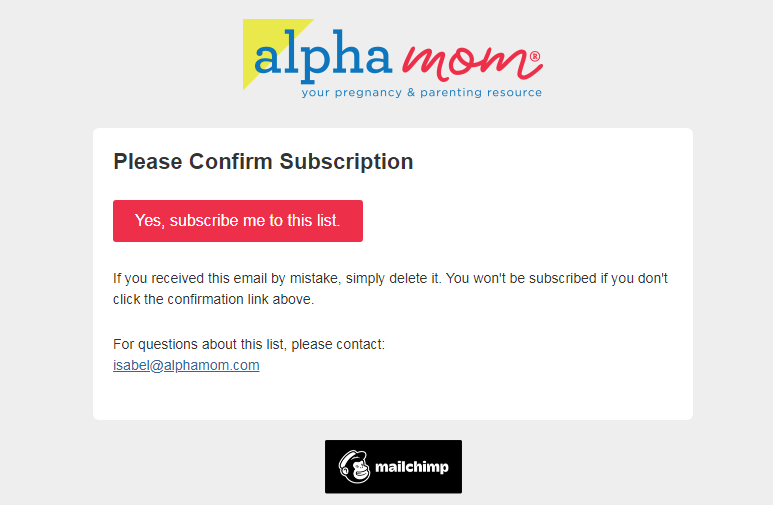 alpha mom®
your pregnancy & parenting resource
Please Confirm Subscription
Yes, subscribe me to this list.
If you received this email by mistake, simply delete it. You won't be subscribed if you don't
click the confirmation link above.
For questions about this list, please contact:
isabel@alphamom.com
mailchimp